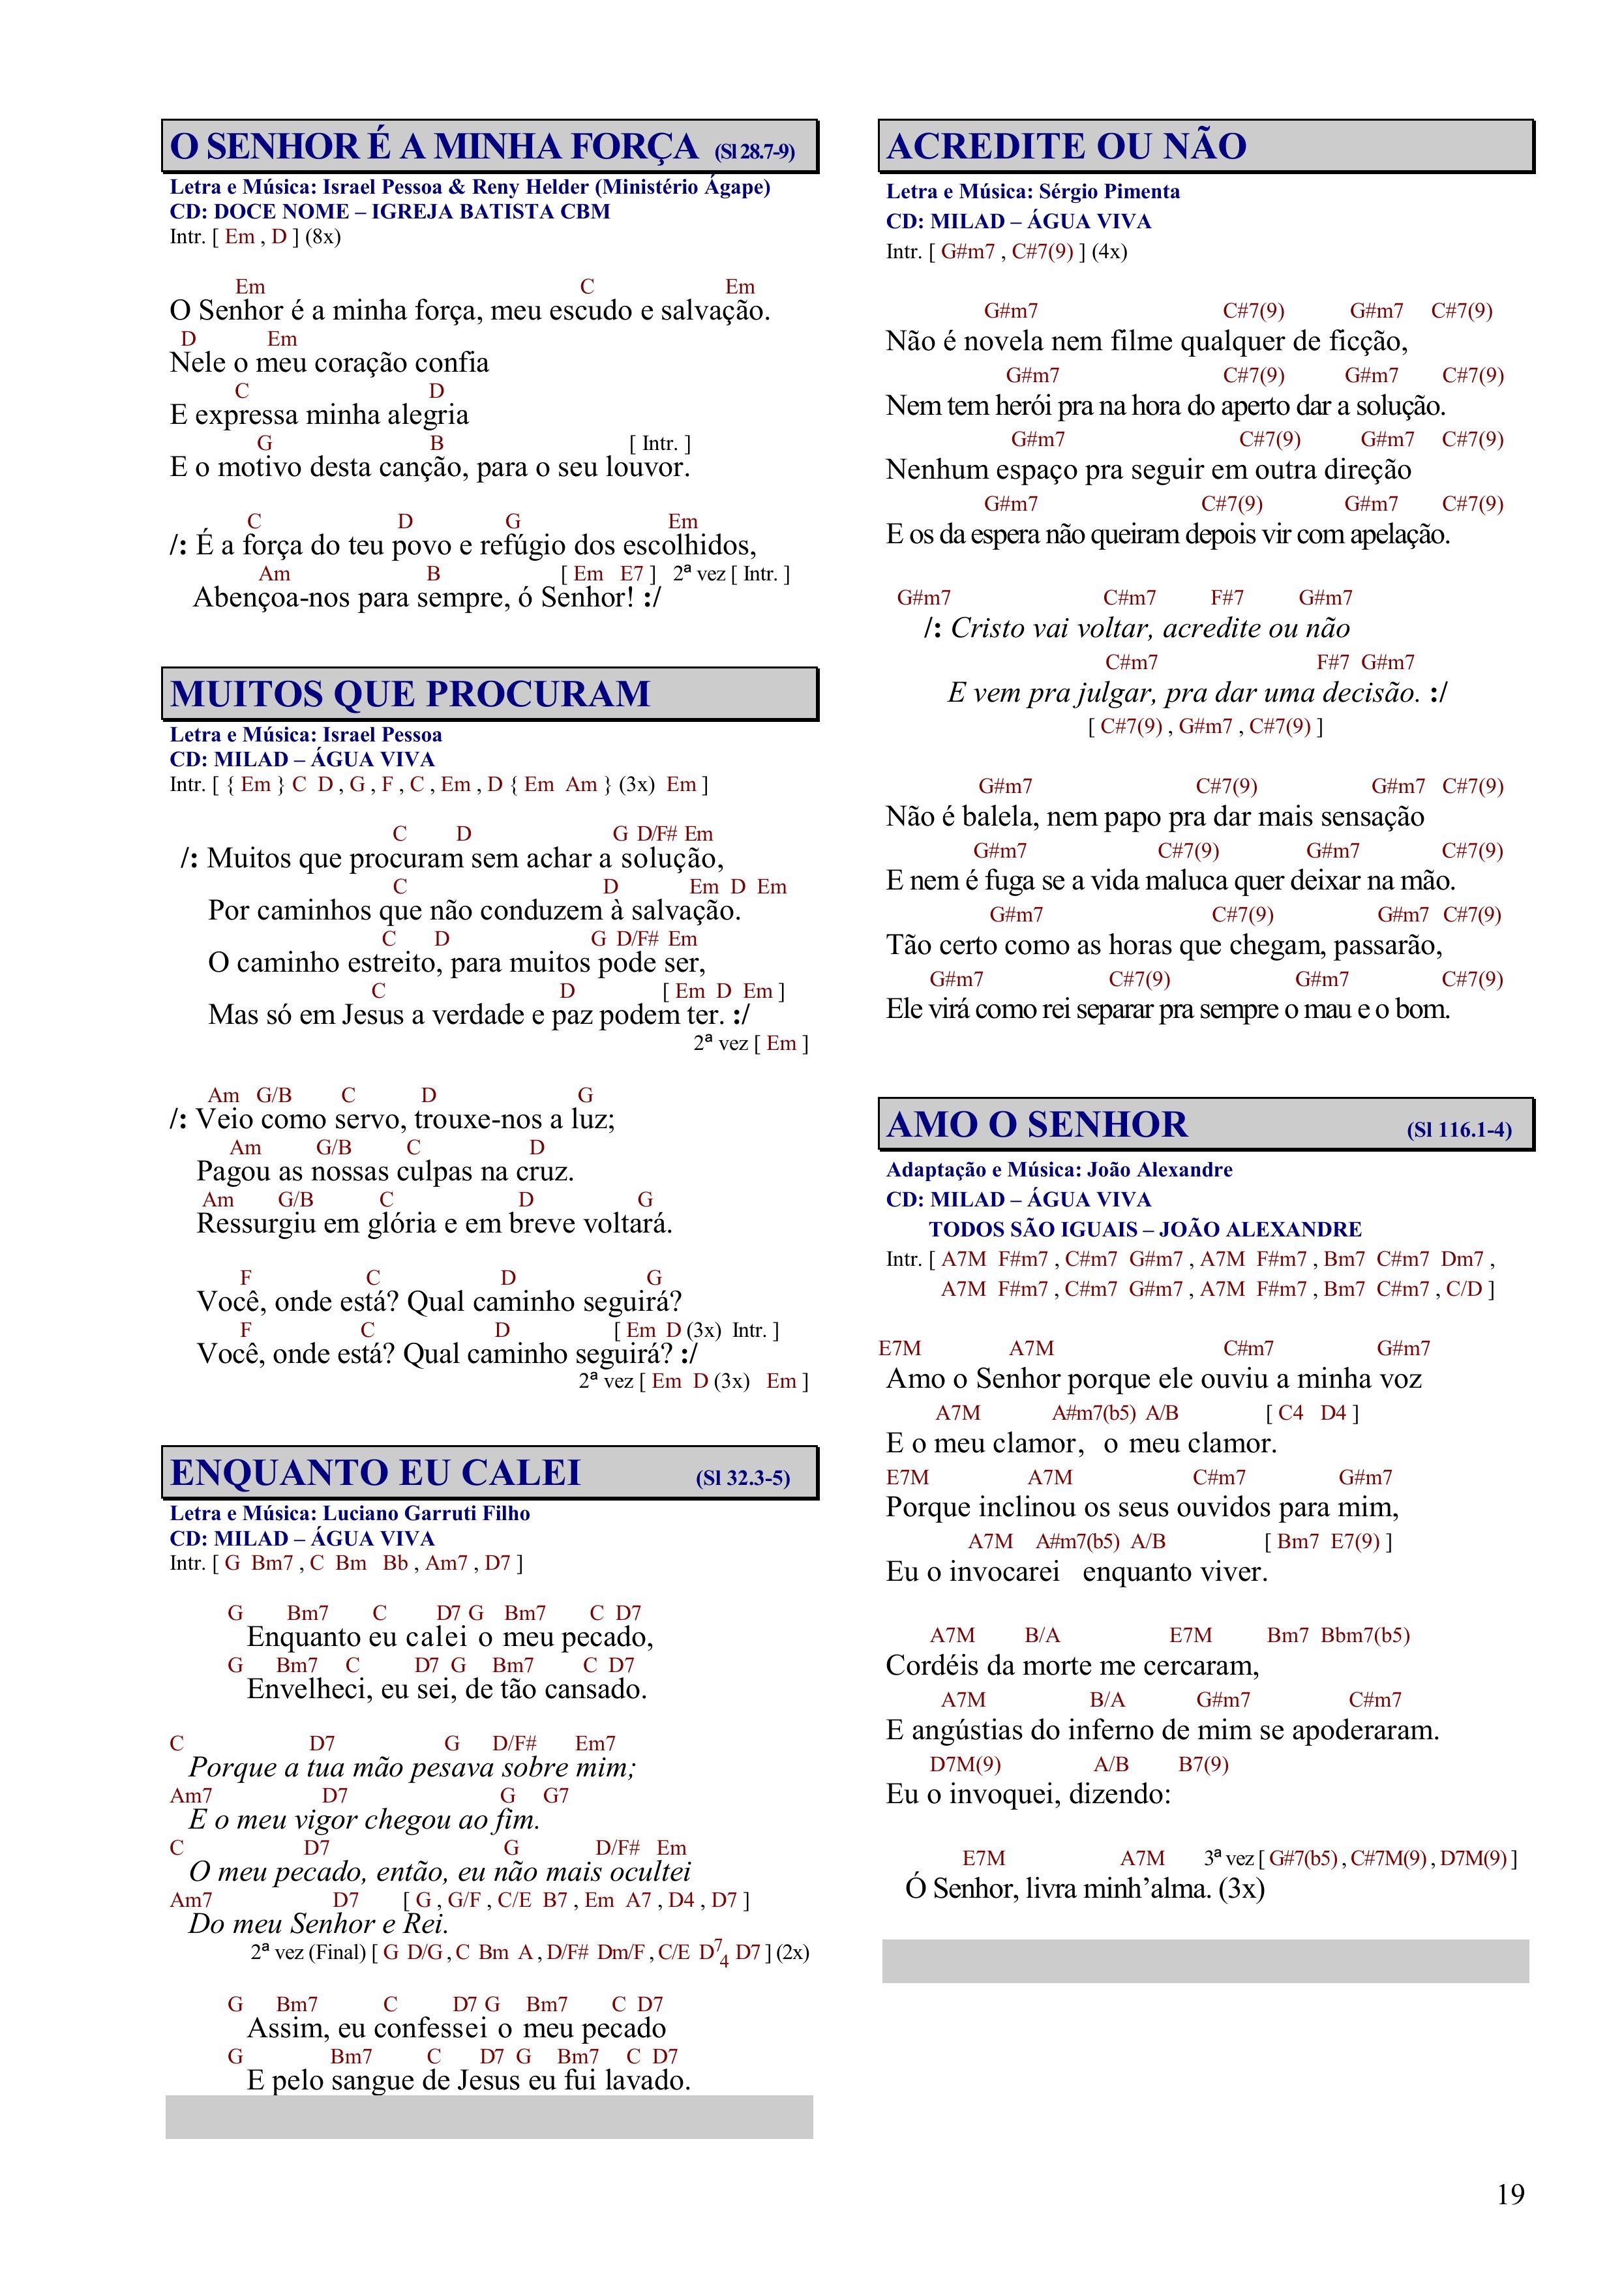 O SENHOR É A MINHA FORÇA (Sl 28.7-9)
Letra e Música: Israel Pessoa & Reny Helder (Ministério Ágape)
CD: DOCE NOME – IGREJA BATISTA CBM
Intr. [ Em , D ] (8x)
Em C Em
O Senhor é a minha força, meu escudo e salvação.
D Em
Nele o meu coração confia
C D
E expressa minha alegria
G B [ Intr. ]
E o motivo desta canção, para o seu louvor.
C D G Em
/: É a força do teu povo e refúgio dos escolhidos,
Am B [ Em E7 ] 2ª vez [ Intr. ]
Abençoa-nos para sempre, ó Senhor! :/
MUITOS QUE PROCURAM
Letra e Música: Israel Pessoa
CD: MILAD – ÁGUA VIVA
Intr. [ { Em } C D , G , F , C , Em , D { Em Am } (3x) Em ]
C D G D/F# Em
/: Muitos que procuram sem achar a solução,
C D Em D Em
Por caminhos que não conduzem à salvação.
C D G D/F# Em
O caminho estreito, para muitos pode ser,
C D [ Em D Em ]
Mas só em Jesus a verdade e paz podem ter. :/
2ª vez [ Em ]
Am G/B C D G
/: Veio como servo, trouxe-nos a luz;
Am G/B C D
Pagou as nossas culpas na cruz.
Am G/B C D G
Ressurgiu em glória e em breve voltará.
F C D G
Você, onde está? Qual caminho seguirá?
F C D [ Em D (3x) Intr. ]
Você, onde está? Qual caminho seguirá? :/
2ª vez [ Em D (3x) Em ]
ENQUANTO EU CALEI (Sl 32.3-5)
Letra e Música: Luciano Garruti Filho
CD: MILAD – ÁGUA VIVA
Intr. [ G Bm7 , C Bm Bb , Am7 , D7 ]
G Bm7 C D7 G Bm7 C D7
Enquanto eu calei o meu pecado,
G Bm7 C D7 G Bm7 C D7
Envelheci, eu sei, de tão cansado.
C D7 G D/F# Em7
Porque a tua mão pesava sobre mim;
Am7 D7 G G7
E o meu vigor chegou ao fim.
C D7 G D/F# Em
O meu pecado, então, eu não mais ocultei
Am7 D7 [ G , G/F , C/E B7 , Em A7 , D4 , D7 ]
Do meu Senhor e Rei.
2ª vez (Final) [ G D/G , C Bm A , D/F# Dm/F , C/E D7 4 D7 ] (2x)
G Bm7 C D7 G Bm7 C D7
Assim, eu confessei o meu pecado
G Bm7 C D7 G Bm7 C D7
E pelo sangue de Jesus eu fui lavado.
ACREDITE OU NÃO
Letra e Música: Sérgio Pimenta
CD: MILAD – ÁGUA VIVA
Intr. [ G#m7 , C#7(9) ] (4x)
G#m7 C#7(9) G#m7 C#7(9)
Não é novela nem filme qualquer de ficção,
G#m7 C#7(9) G#m7 C#7(9)
Nem tem herói pra na hora do aperto dar a solução.
G#m7 C#7(9) G#m7 C#7(9)
Nenhum espaço pra seguir em outra direção
G#m7 C#7(9) G#m7 C#7(9)
E os da espera não queiram depois vir com apelação.
G#m7 C#m7 F#7 G#m7
/: Cristo vai voltar, acredite ou não
C#m7 F#7 G#m7
E vem pra julgar, pra dar uma decisão. :/
[ C#7(9) , G#m7 , C#7(9) ]
G#m7 C#7(9) G#m7 C#7(9)
Não é balela, nem papo pra dar mais sensação
G#m7 C#7(9) G#m7 C#7(9)
E nem é fuga se a vida maluca quer deixar na mão.
G#m7 C#7(9) G#m7 C#7(9)
Tão certo como as horas que chegam, passarão,
G#m7 C#7(9) G#m7 C#7(9)
Ele virá como rei separar pra sempre o mau e o bom.
AMO O SENHOR (Sl 116.1-4)
Adaptação e Música: João Alexandre
CD: MILAD – ÁGUA VIVA
TODOS SÃO IGUAIS – JOÃO ALEXANDRE
Intr. [ A7M F#m7 , C#m7 G#m7 , A7M F#m7 , Bm7 C#m7 Dm7 ,
A7M F#m7 , C#m7 G#m7 , A7M F#m7 , Bm7 C#m7 , C/D ]
E7M A7M C#m7 G#m7
Amo o Senhor porque ele ouviu a minha voz
A7M A#m7(b5) A/B [ C4 D4 ]
E o meu clamor, o meu clamor.
E7M A7M C#m7 G#m7
Porque inclinou os seus ouvidos para mim,
A7M A#m7(b5) A/B [ Bm7 E7(9) ]
Eu o invocarei enquanto viver.
A7M B/A E7M Bm7 Bbm7(b5)
Cordéis da morte me cercaram,
A7M B/A G#m7 C#m7
E angústias do inferno de mim se apoderaram.
D7M(9) A/B B7(9)
Eu o invoquei, dizendo:
E7M A7M 3ª vez [ G#7(b5) , C#7M(9) , D7M(9) ]
Ó Senhor, livra minh’alma. (3x)
19